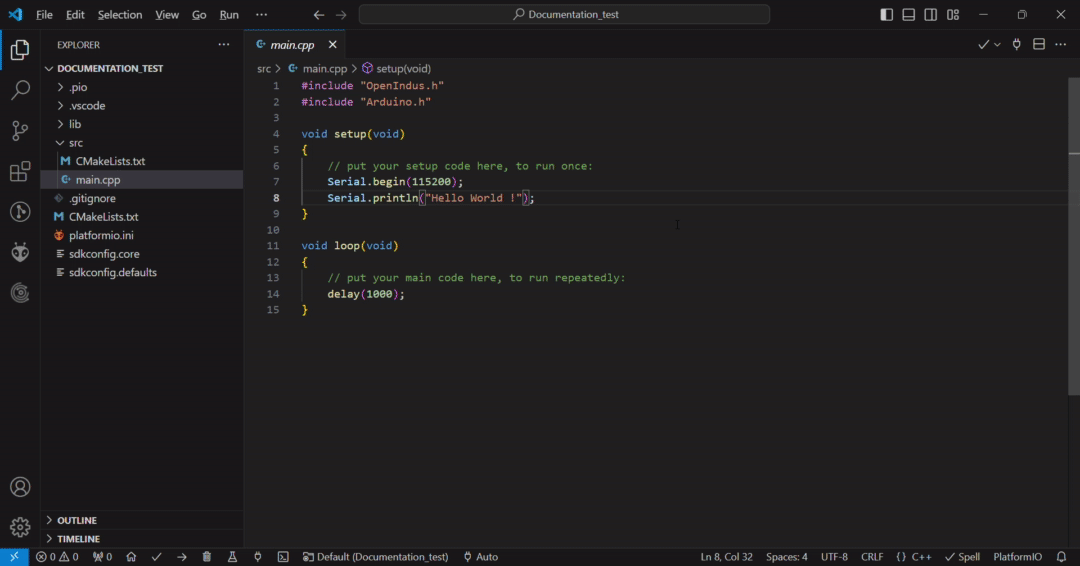 File Edit Selection View Go Run ··· Documentation_test
EXPLORER ···
DOCUMENTATION_TEST
.pio
.vscode
lib
src
CMakeLists.txt
main.cpp
.gitignore
CMakeLists.txt
platformio.ini
sdkconfig.core
sdkconfig.defaults
OUTLINE
TIMELINE
main.cpp
src > main.cpp > setup(void)
1 #include "OpenIndus.h"
2 #include "Arduino.h"
3
4 void setup(void)
5 {
6 // put your setup code here, to run once:
7 Serial.begin(115200);
8 Serial.println("Hello World !");
9 }
10
11 void loop(void)
12 {
13 // put your main code here, to run repeatedly:
14 delay(1000);
15 }
0 0 0 Default (Documentation_test) Auto Ln 8, Col 32 Spaces: 4 UTF-8 CRLF {} C++ Spell PlatformIO